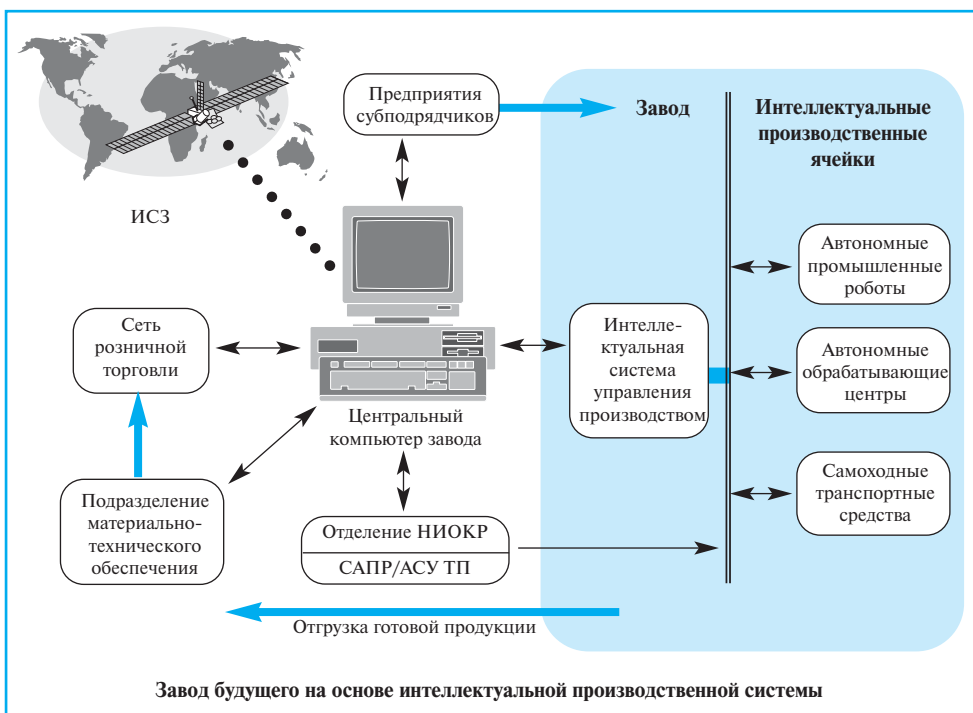 Предприятия
субподрядчиков
Завод
Интеллектуальные
производственные
ячейки
ИСЗ
Автономные
промышленные
роботы
Сеть
розничной
торговли
Интелле-
ктуальная
система
управления
производством
Автономные
обрабатывающие
центры
Центральный
компьютер завода
Подразделение
материально-
технического
обеспечения
Отделение НИОКР
САПР/АСУ ТП
Самоходные
транспортные
средства
Отгрузка готовой продукции
Завод будущего на основе интеллектуальной производственной системы